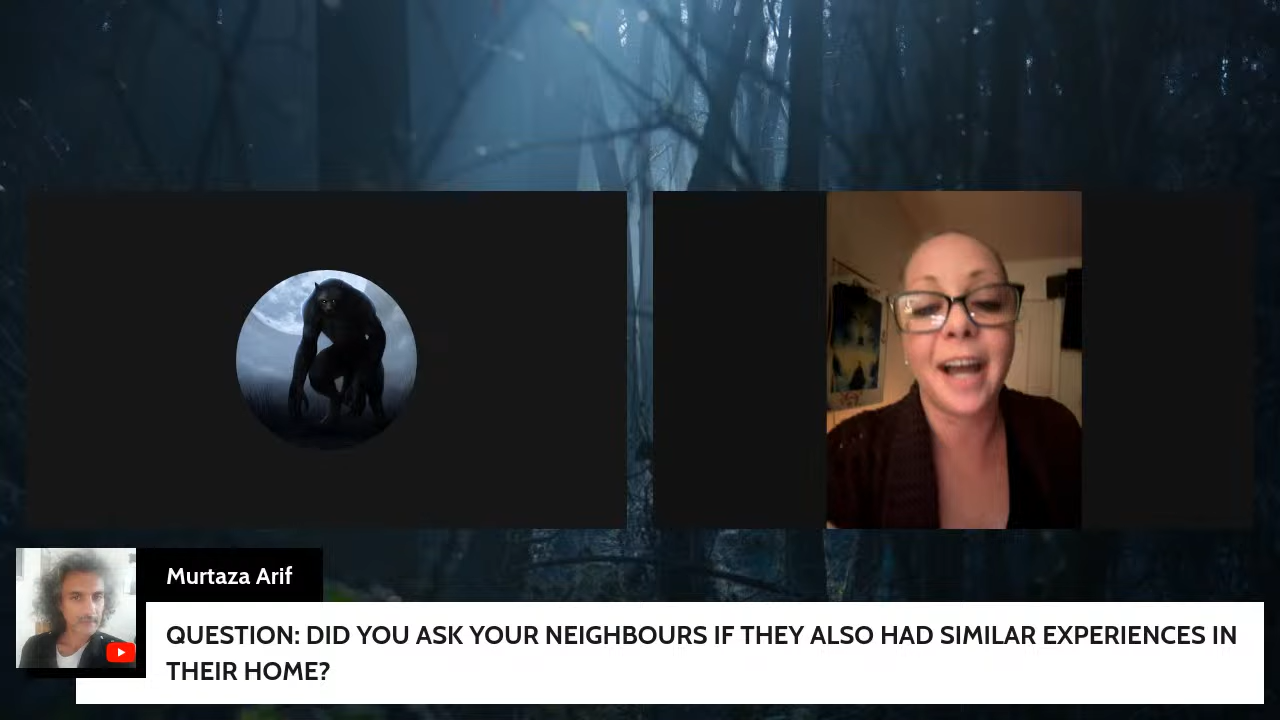 Murtaza Arif
QUESTION: DID YOU ASK YOUR NEIGHBOURS IF THEY ALSO HAD SIMILAR EXPERIENCES IN
THEIR HOME?